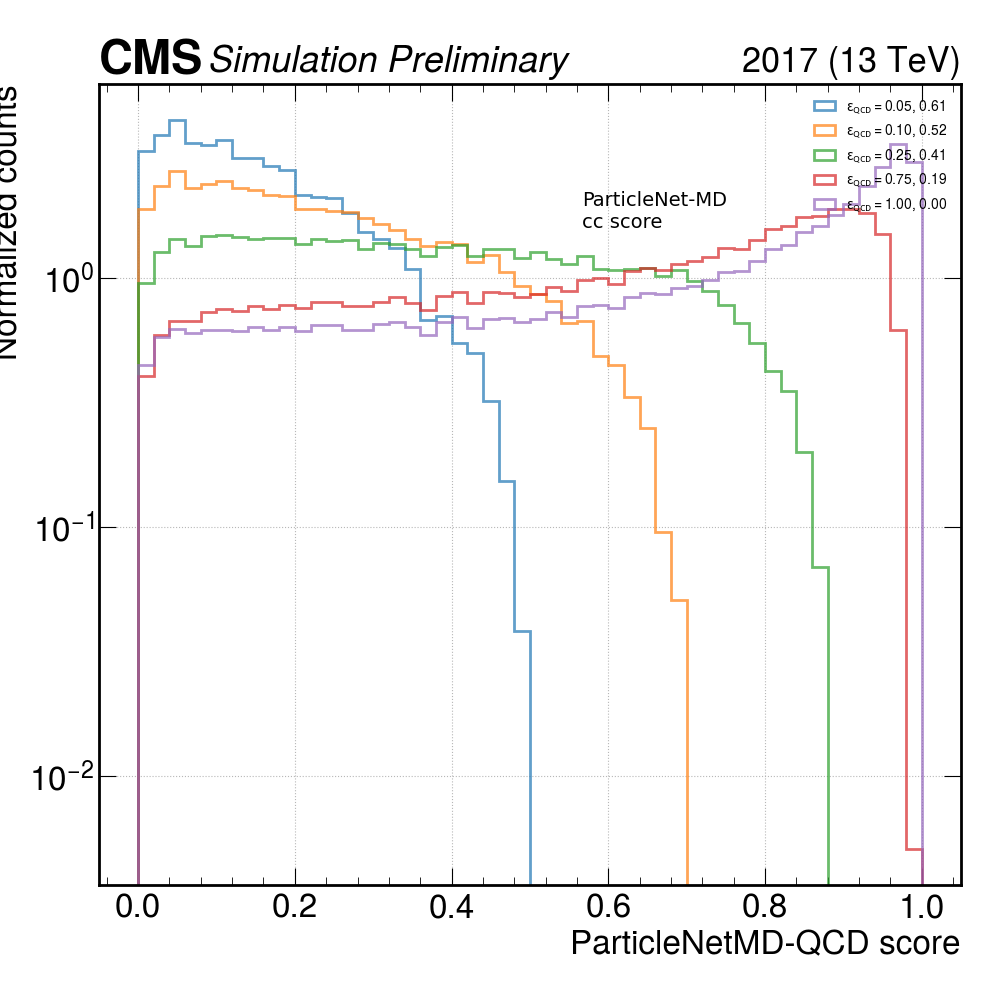 CMS Simulation Preliminary 2017 (13 TeV)
Normalized counts
ε_QCD = 0.05, 0.61
ε_QCD = 0.10, 0.52
ε_QCD = 0.25, 0.41
ε_QCD = 0.75, 0.19
ε_QCD = 1.00, 0.00
ParticleNet-MD
cc score
10⁰
10⁻¹
10⁻²
0.0 0.2 0.4 0.6 0.8 1.0
ParticleNetMD-QCD score